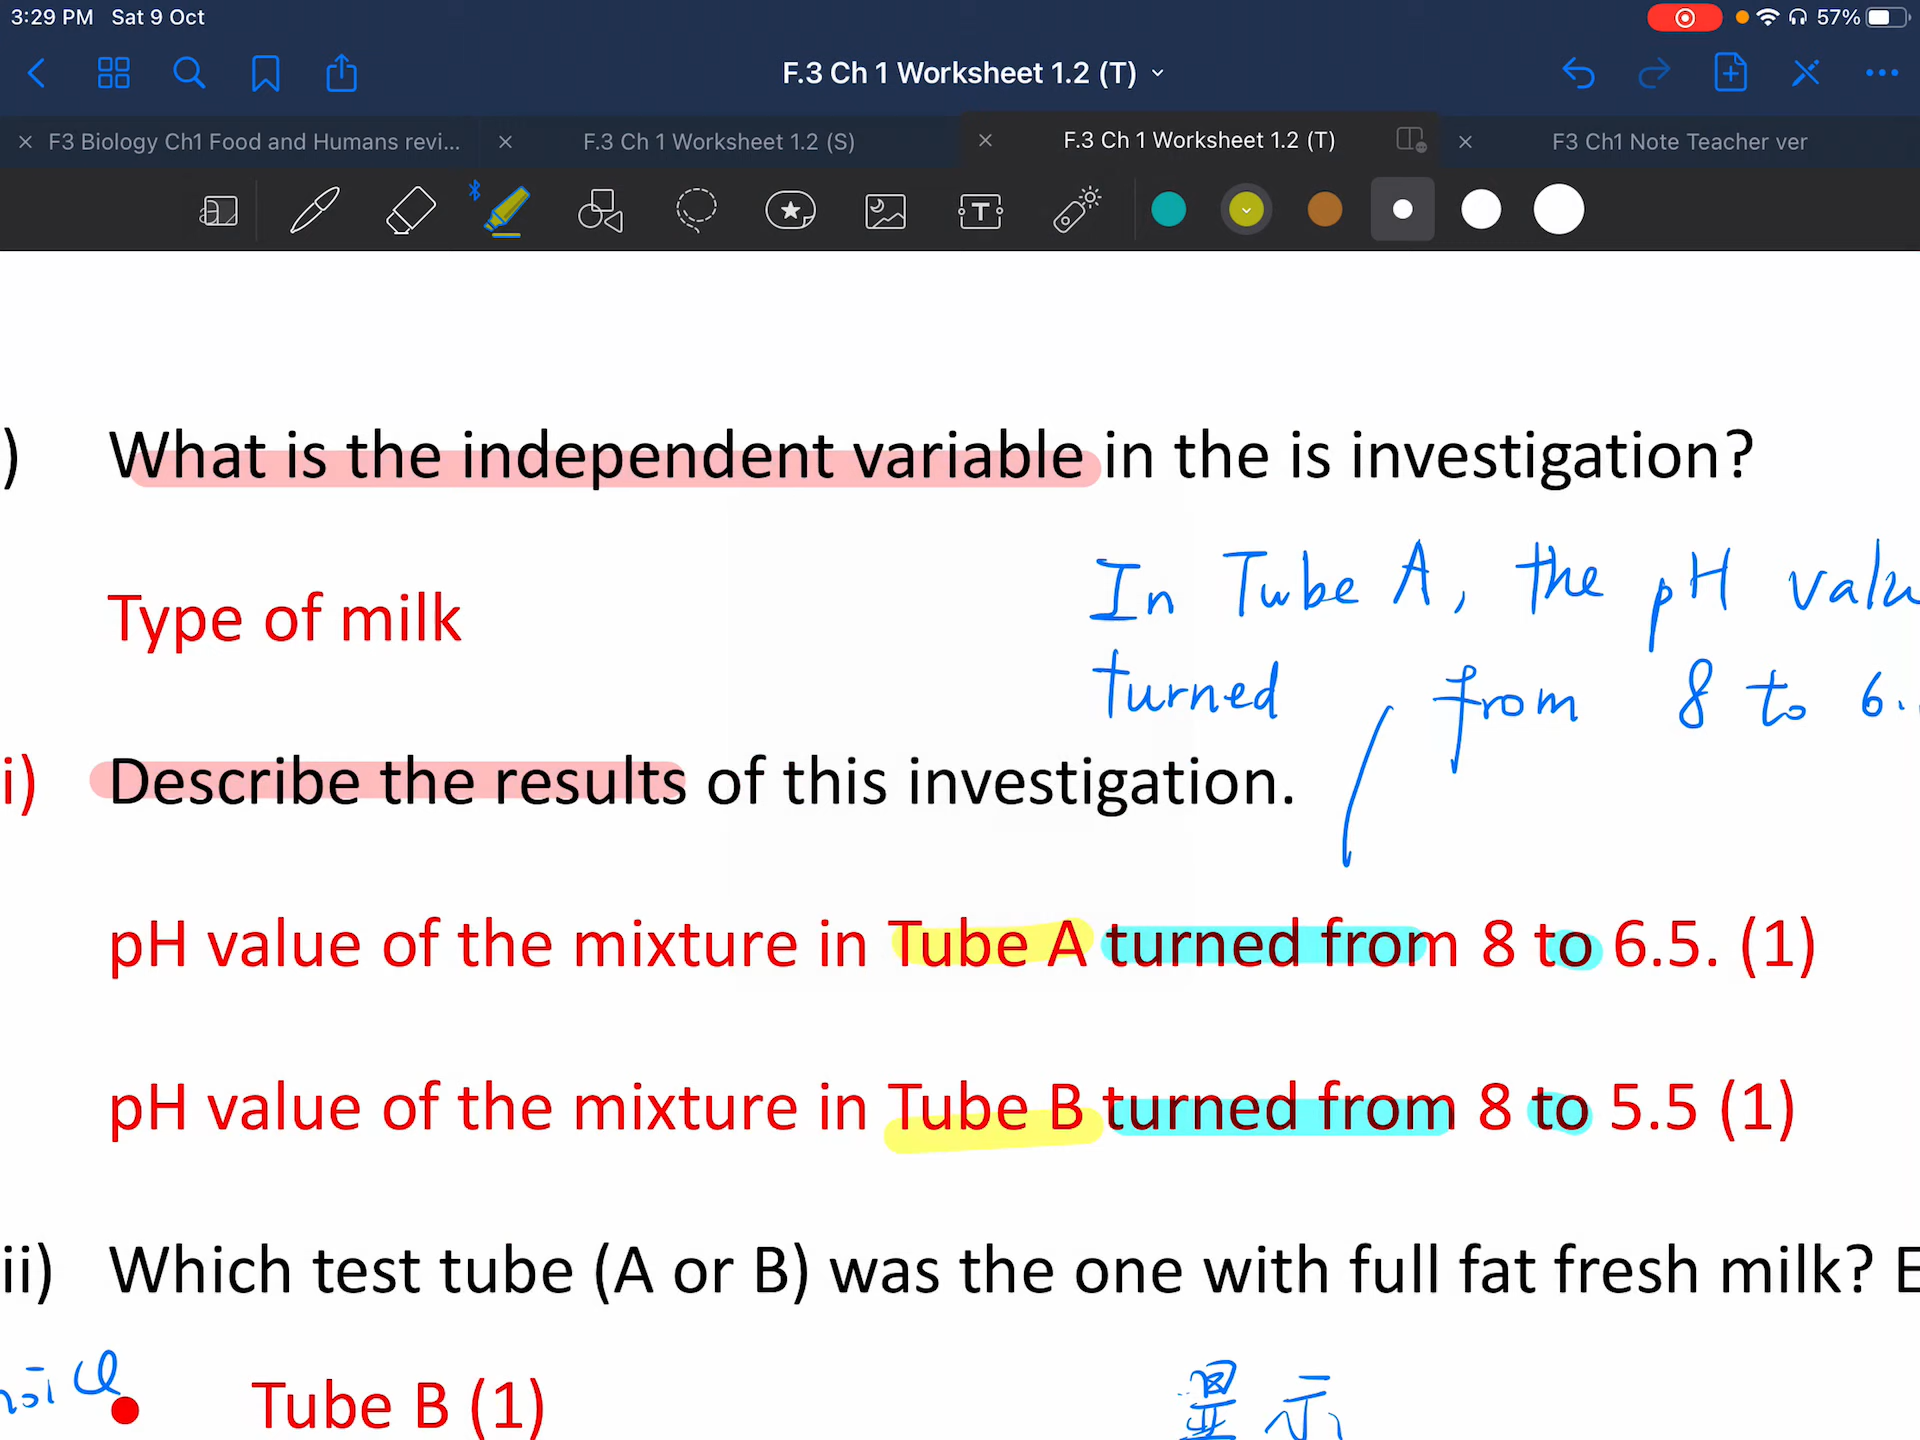 3:29 PM Sat 9 Oct 57%
F.3 Ch 1 Worksheet 1.2 (T)
F3 Biology Ch1 Food and Humans revi... F.3 Ch 1 Worksheet 1.2 (S) F.3 Ch 1 Worksheet 1.2 (T) F3 Ch1 Note Teacher ver
) What is the independent variable in the is investigation?
In Tube A, the pH valu
Type of milk
turned from 8 to 6.
i) Describe the results of this investigation.
pH value of the mixture in Tube A turned from 8 to 6.5. (1)
pH value of the mixture in Tube B turned from 8 to 5.5 (1)
ii) Which test tube (A or B) was the one with full fat fresh milk? E
Tube B (1)
显示